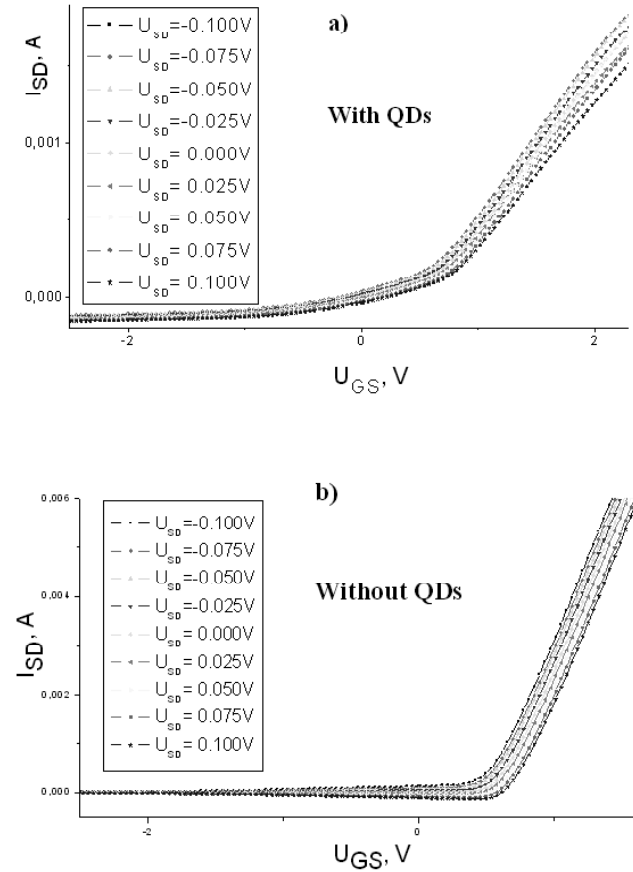 a)
U_SD=-0.100V
U_SD=-0.075V
U_SD=-0.050V
U_SD=-0.025V
U_SD= 0.000V
U_SD= 0.025V
U_SD= 0.050V
U_SD= 0.075V
U_SD= 0.100V
With QDs
I_SD, A
0,001
0,000
-2
0
2
U_GS, V
b)
U_SD=-0.100V
U_SD=-0.075V
U_SD=-0.050V
U_SD=-0.025V
U_SD= 0.000V
U_SD= 0.025V
U_SD= 0.050V
U_SD= 0.075V
U_SD= 0.100V
Without QDs
I_SD, A
0,006
0,004
0,002
0,000
-2
0
U_GS, V